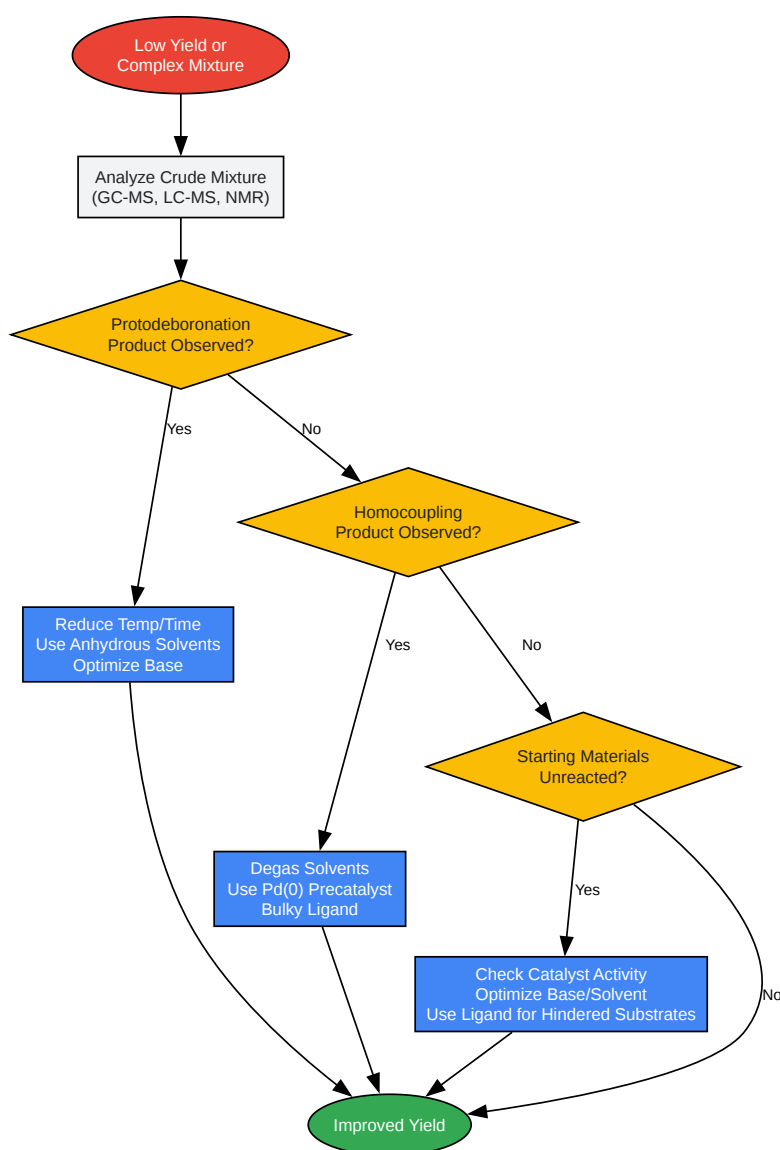 Low Yield or
Complex Mixture
Analyze Crude Mixture
(GC-MS, LC-MS, NMR)
Protodeboronation
Product Observed?
Yes
No
Homocoupling
Product Observed?
Reduce Temp/Time
Use Anhydrous Solvents
Optimize Base
Yes
No
Starting Materials
Unreacted?
Degas Solvents
Use Pd(0) Precatalyst
Bulky Ligand
Yes
Check Catalyst Activity
Optimize Base/Solvent
Use Ligand for Hindered Substrates
No
Improved Yield